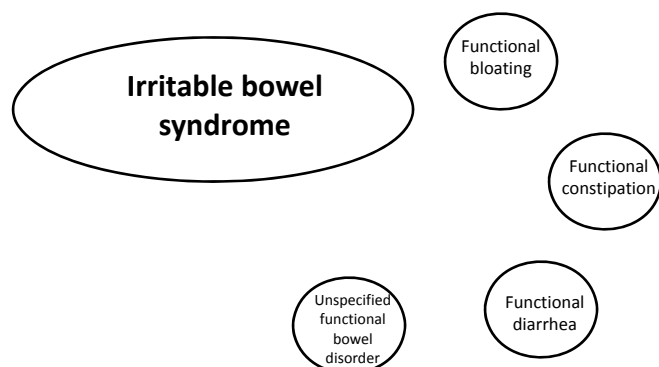 Irritable bowel
syndrome
Functional
bloating
Functional
constipation
Functional
diarrhea
Unspecified
functional
bowel
disorder